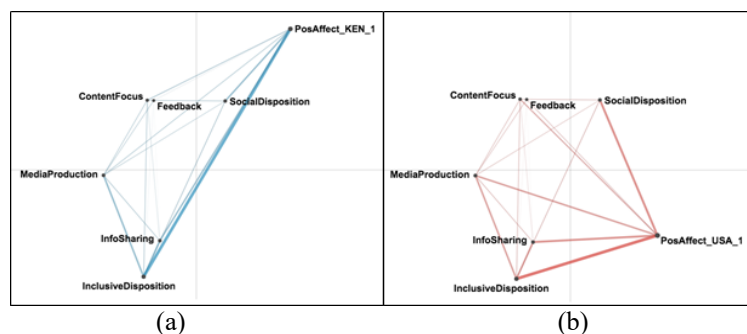 PosAffect_KEN_1
ContentFocus
Feedback
SocialDisposition
MediaProduction
InfoSharing
InclusiveDisposition
(a)
ContentFocus
Feedback
SocialDisposition
MediaProduction
InfoSharing
PosAffect_USA_1
InclusiveDisposition
(b)